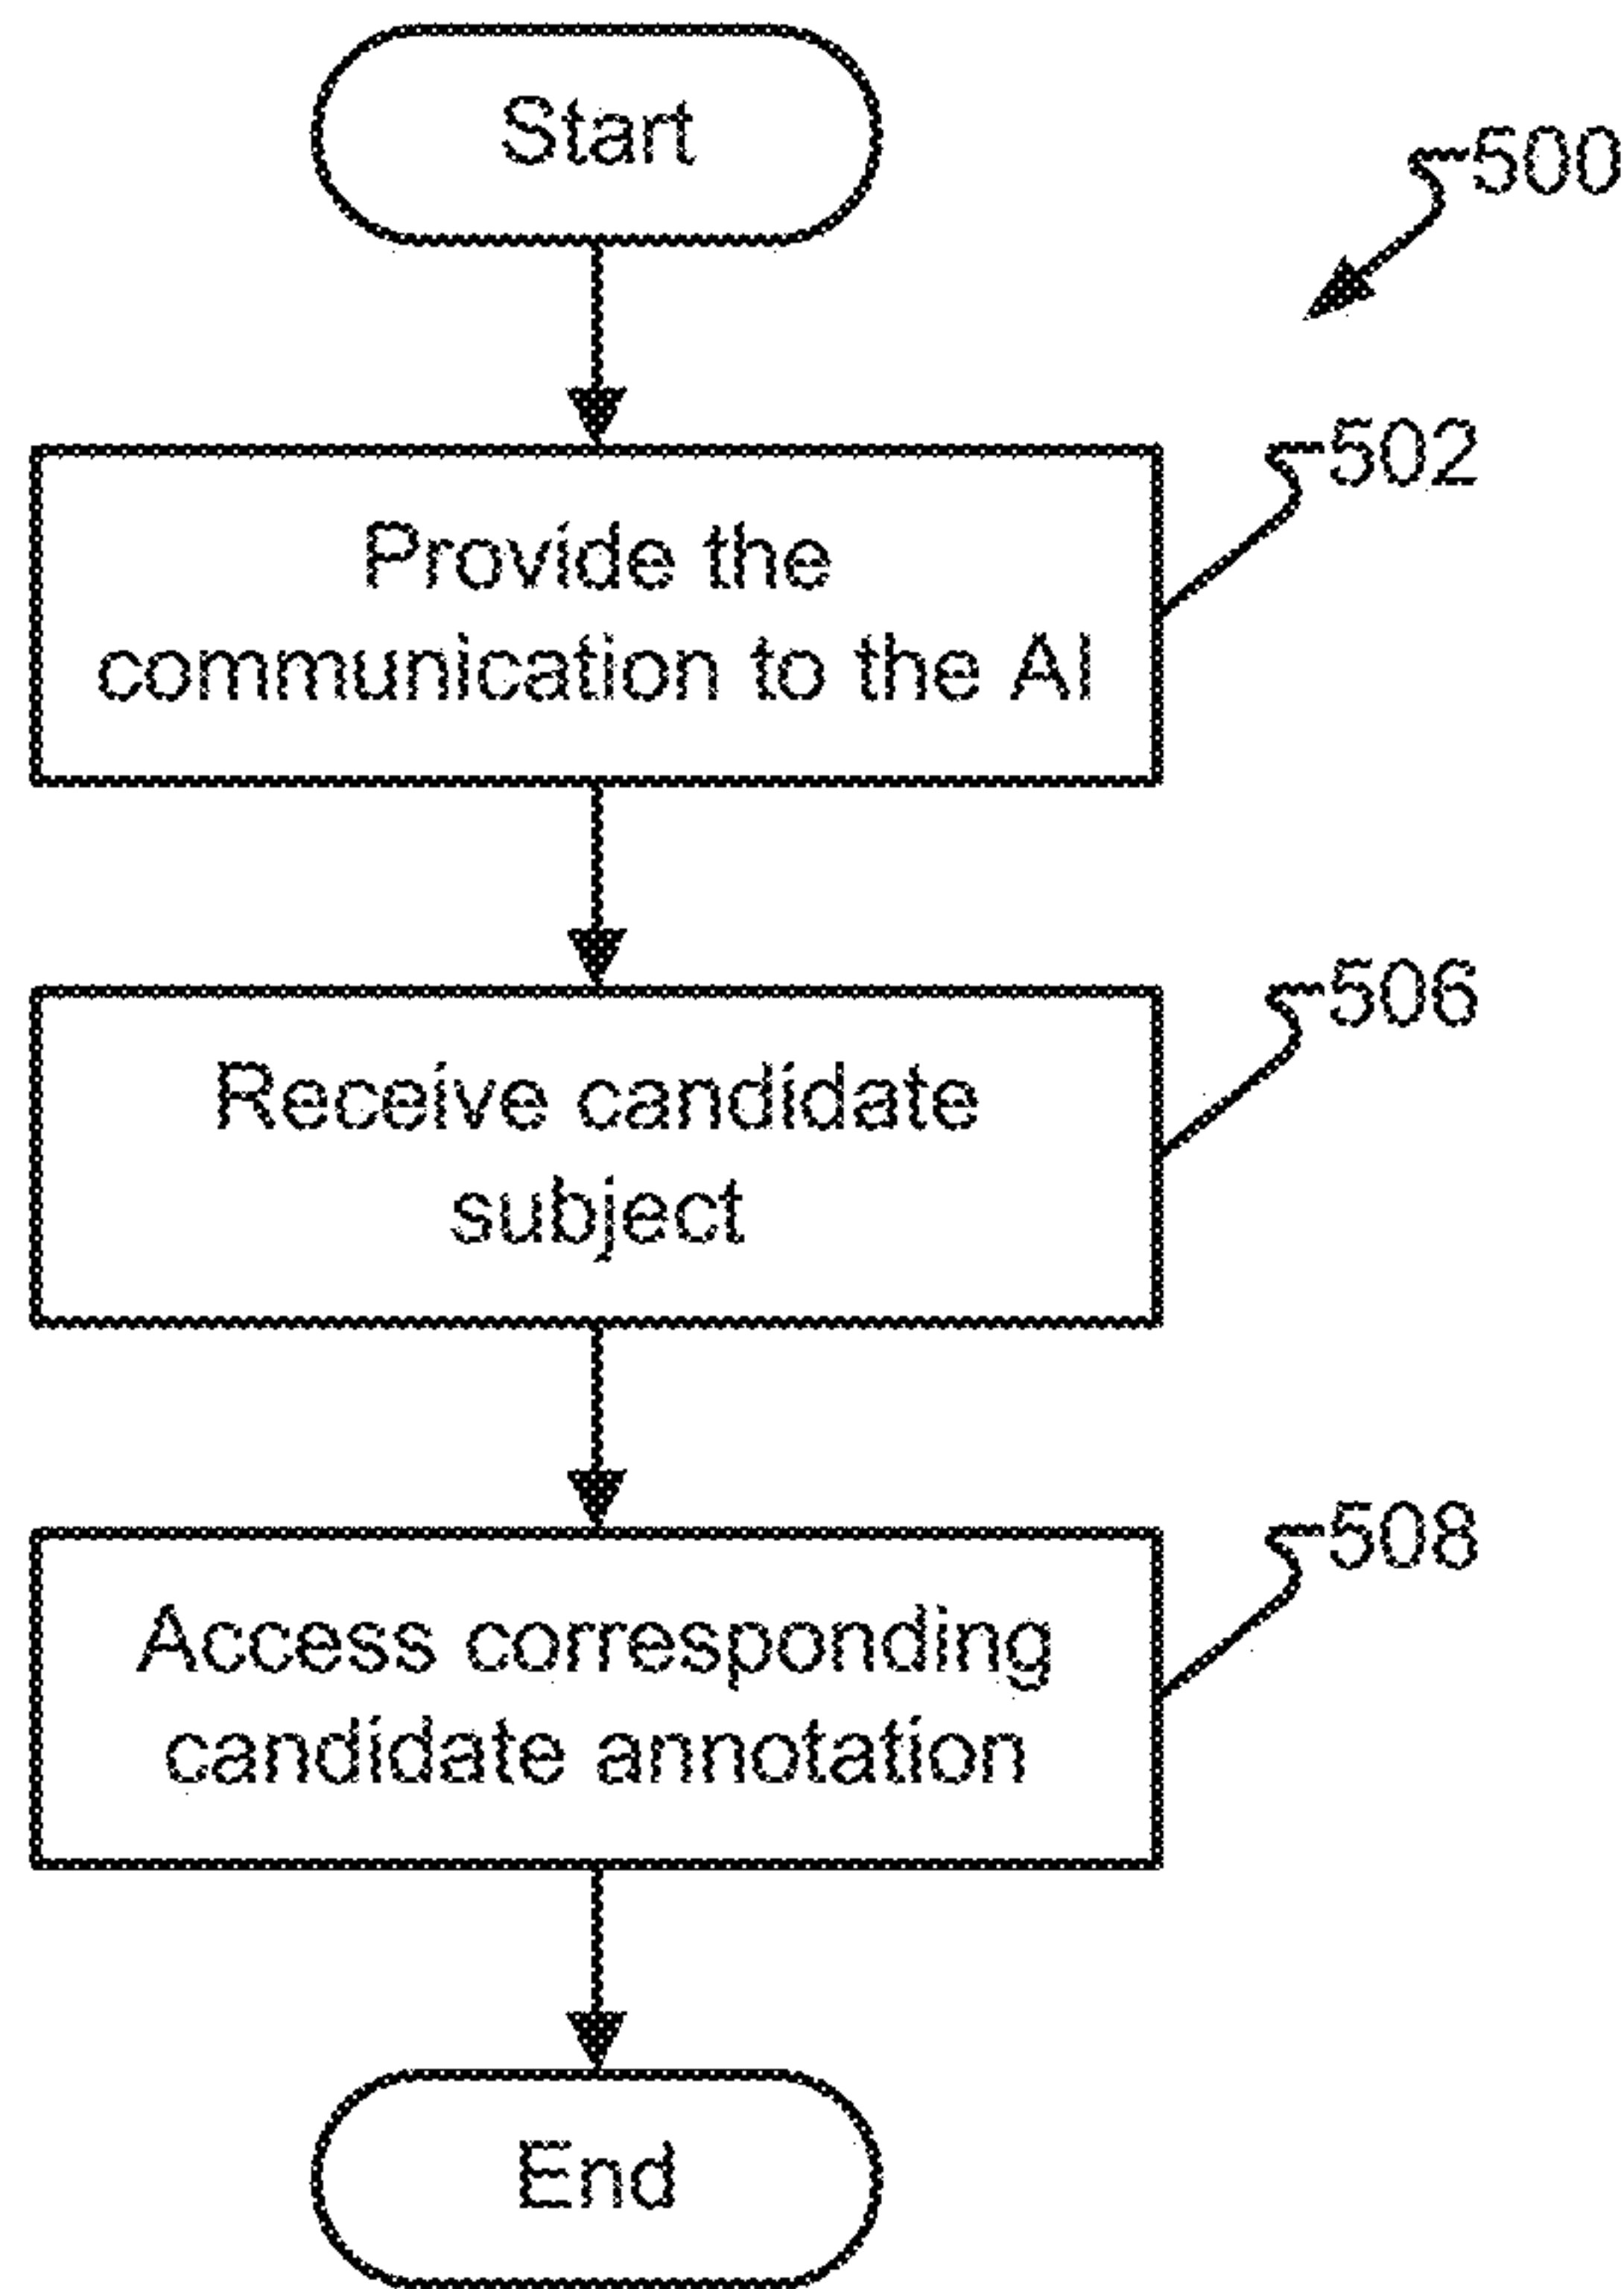 Start
500
502
Provide the
communication to the AI
506
Receive candidate
subject
508
Access corresponding
candidate annotation
End